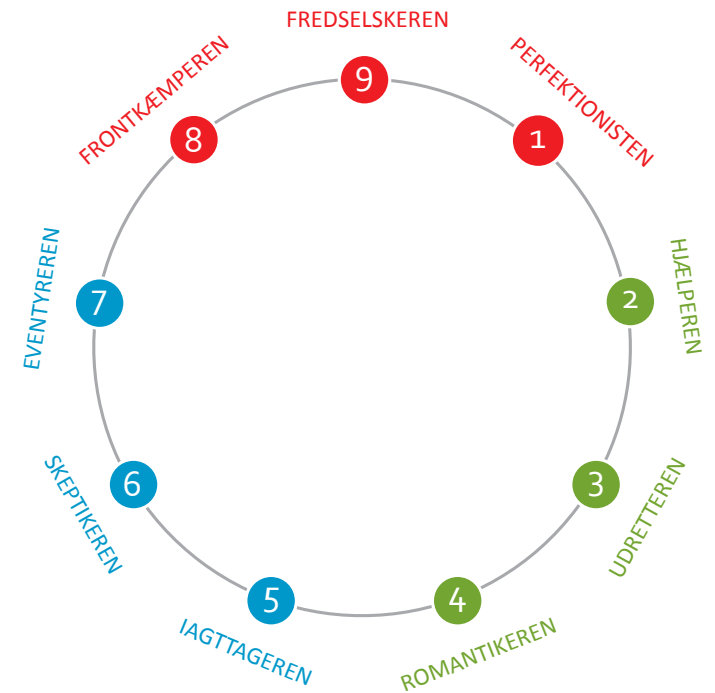 FREDSELSKEREN
9
PERFEKTIONISTEN
1
HJÆLPEREN
2
UDRETTEREN
3
ROMANTIKEREN
4
IAGTTAGEREN
5
SKEPTIKEREN
6
EVENTYREREN
7
FRONTKÆMPEREN
8